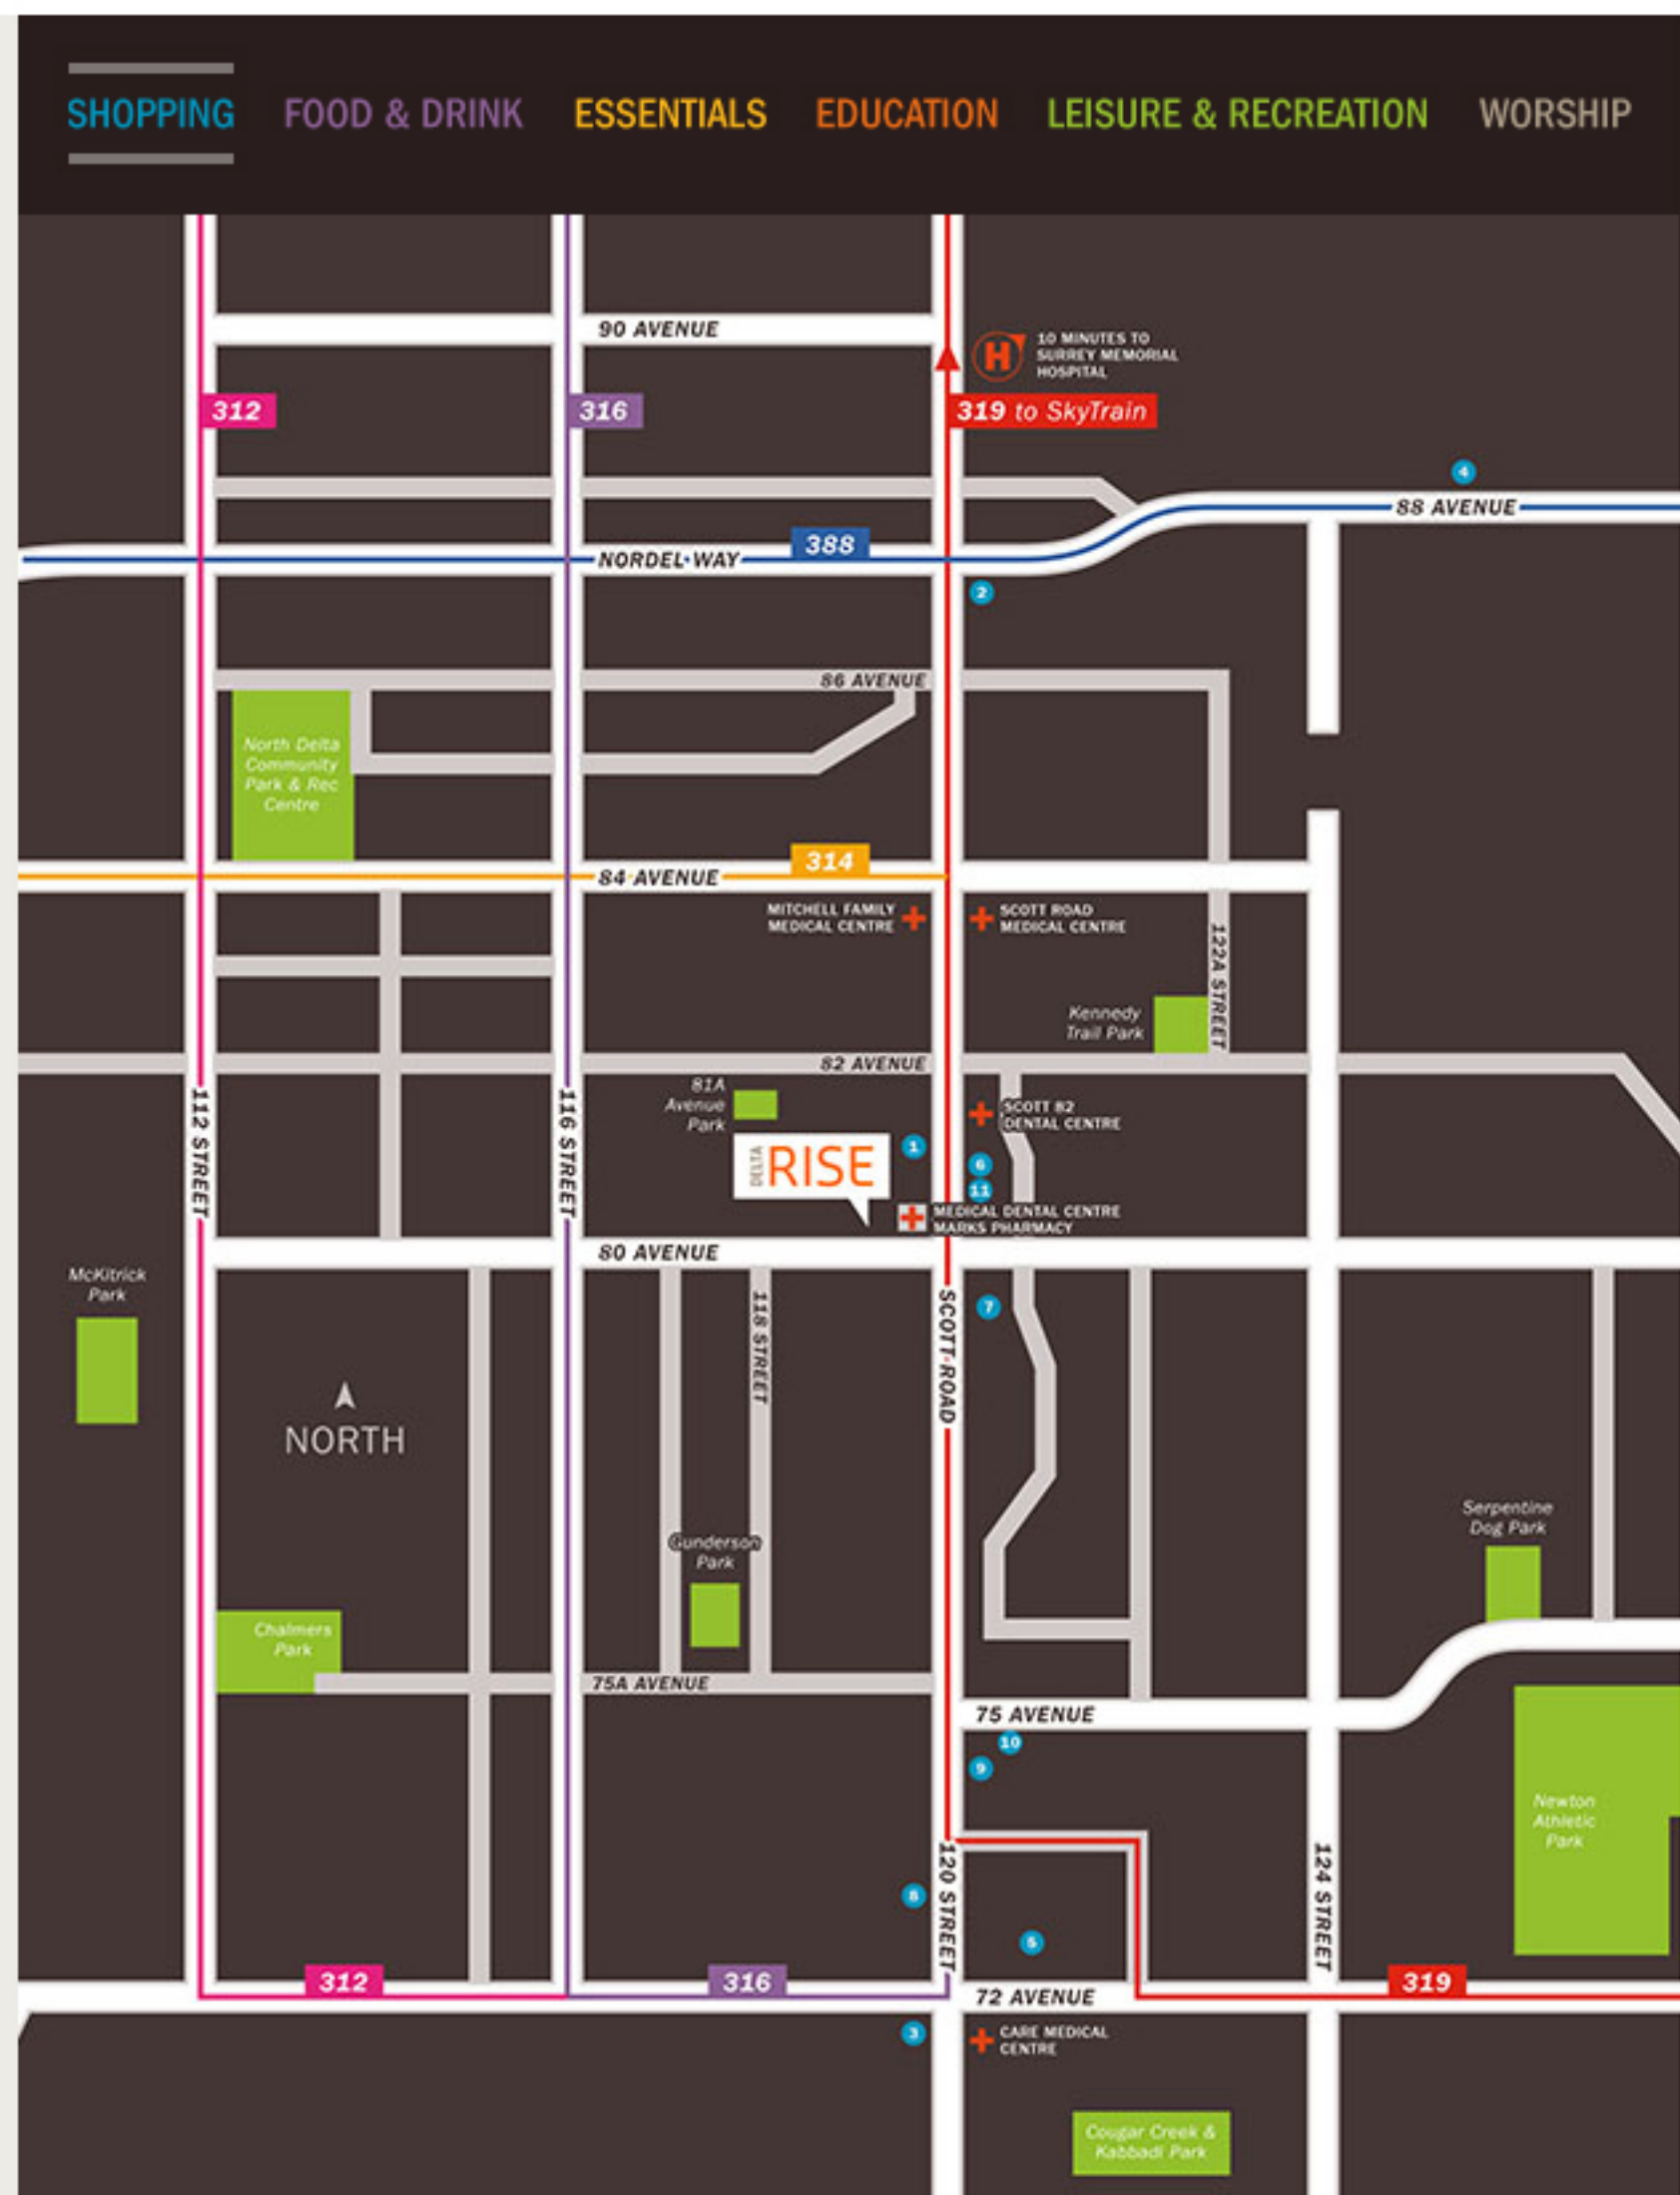 SHOPPING FOOD & DRINK ESSENTIALS EDUCATION LEISURE & RECREATION WORSHIP
90 AVENUE
10 MINUTES TO
SURREY MEMORIAL
HOSPITAL
H
312
316
319 to SkyTrain
4
88 AVENUE
388
NORDEL WAY
2
86 AVENUE
North Delta
Community
Park & Rec
Centre
314
84 AVENUE
MITCHELL FAMILY
MEDICAL CENTRE
SCOTT ROAD
MEDICAL CENTRE
122A STREET
Kennedy
Trail Park
82 AVENUE
81A
Avenue
Park
SCOTT 82
DENTAL CENTRE
112 STREET
116 STREET
1
DELTA
RISE
6
11
MEDICAL DENTAL CENTRE
MARKS PHARMACY
80 AVENUE
McKitrick
Park
7
118 STREET
SCOTT ROAD
NORTH
Serpentine
Dog Park
Gunderson
Park
Chalmers
Park
75A AVENUE
75 AVENUE
10
9
Newton
Athletic
Park
120 STREET
124 STREET
8
5
312
316
319
72 AVENUE
3
CARE MEDICAL
CENTRE
Cougar Creek &
Kabbadi Park